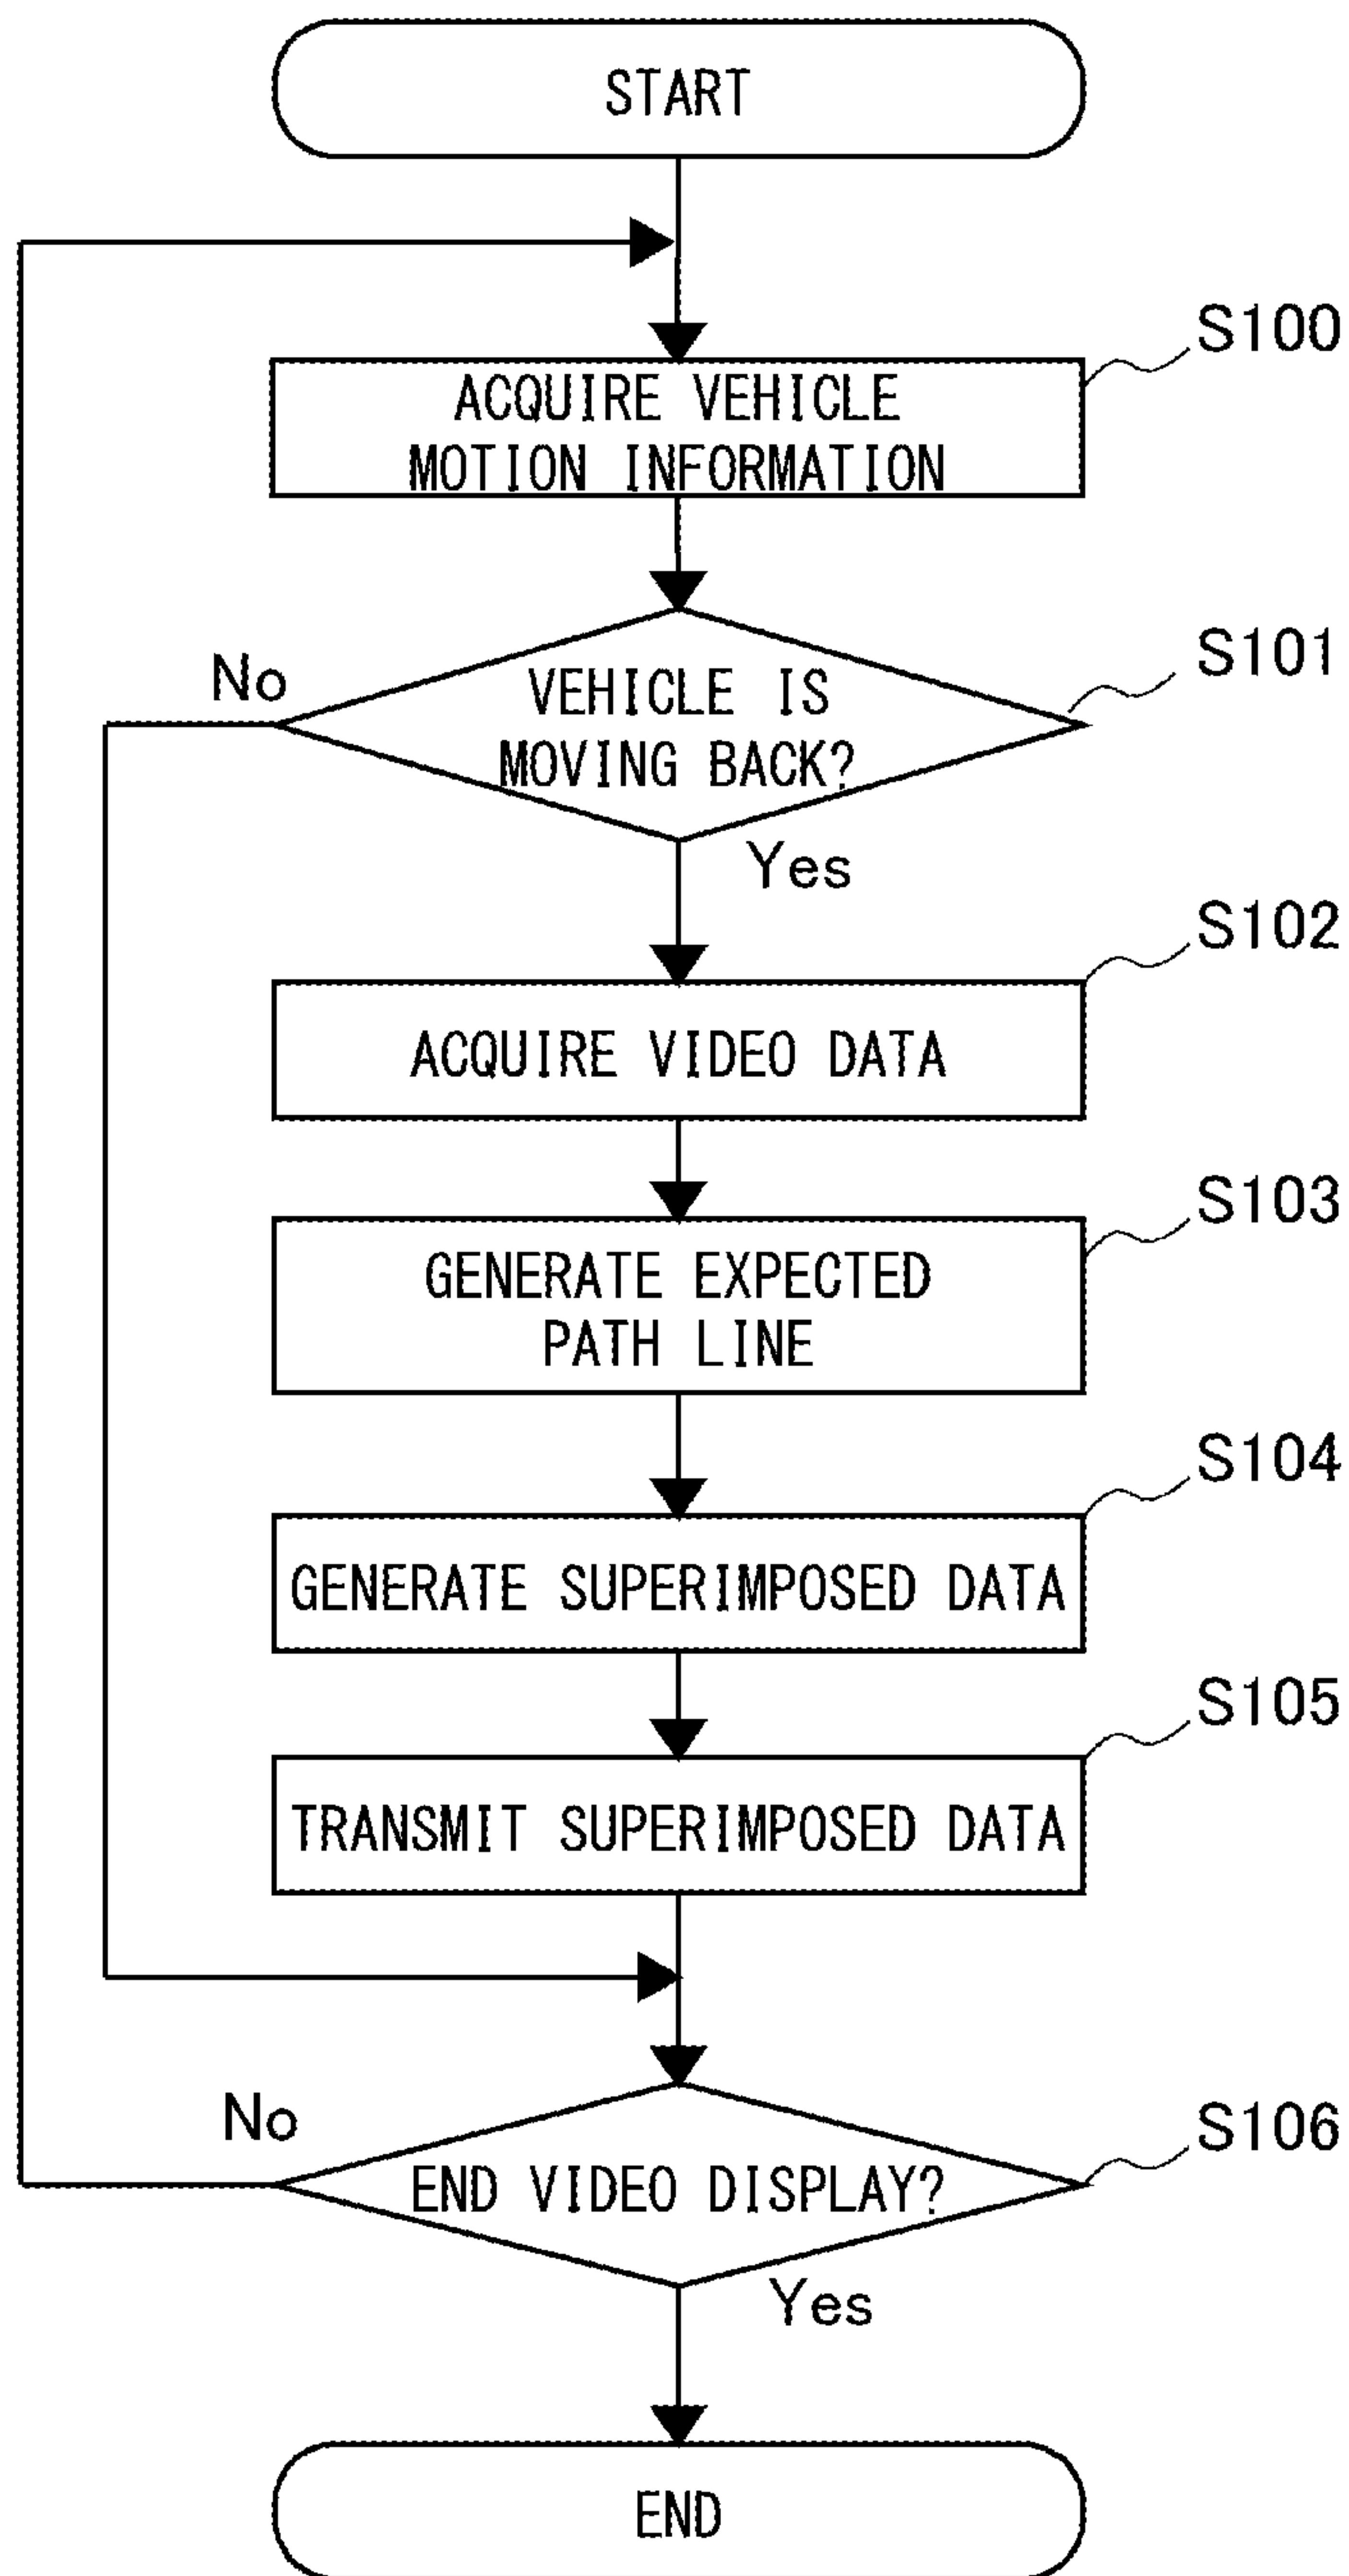 START
S100
ACQUIRE VEHICLE
MOTION INFORMATION
S101
No
VEHICLE IS
MOVING BACK?
Yes
S102
ACQUIRE VIDEO DATA
S103
GENERATE EXPECTED
PATH LINE
S104
GENERATE SUPERIMPOSED DATA
S105
TRANSMIT SUPERIMPOSED DATA
No
S106
END VIDEO DISPLAY?
Yes
END